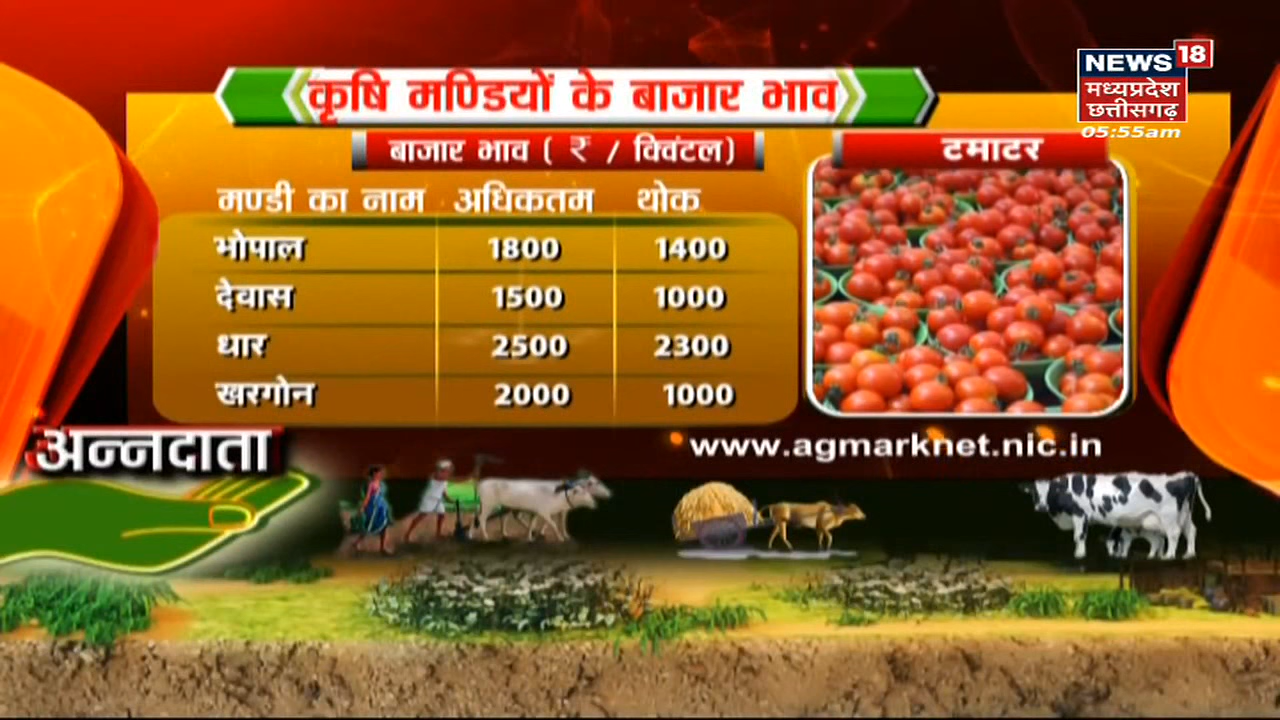 NEWS 18
मध्यप्रदेश
छत्तीसगढ़
05:55am
कृषि मण्डियों के बाजार भाव
बाजार भाव ( ₹ / क्विंटल)
टमाटर
मण्डी का नाम अधिकतम थोक
भोपाल 1800 1400
देवास 1500 1000
धार 2500 2300
खरगोन 2000 1000
अन्नदाता
www.agmarknet.nic.in